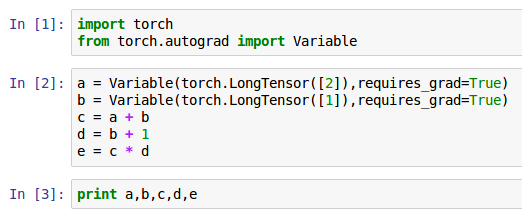 In [1]: import torch
from torch.autograd import Variable
In [2]: a = Variable(torch.LongTensor([2]),requires_grad=True)
b = Variable(torch.LongTensor([1]),requires_grad=True)
c = a + b
d = b + 1
e = c * d
In [3]: print a,b,c,d,e